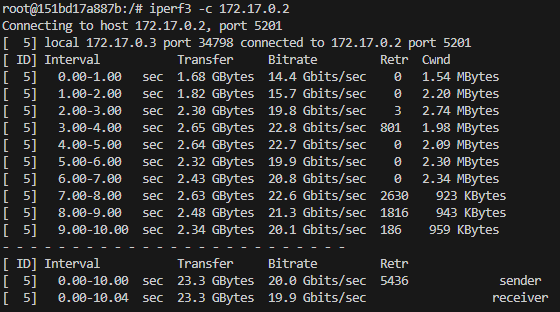 root@151bd17a887b:/# iperf3 -c 172.17.0.2
Connecting to host 172.17.0.2, port 5201
[  5] local 172.17.0.3 port 34798 connected to 172.17.0.2 port 5201
[ ID] Interval           Transfer     Bitrate         Retr  Cwnd
[  5]   0.00-1.00   sec  1.68 GBytes  14.4 Gbits/sec    0   1.54 MBytes
[  5]   1.00-2.00   sec  1.82 GBytes  15.7 Gbits/sec    0   2.20 MBytes
[  5]   2.00-3.00   sec  2.30 GBytes  19.8 Gbits/sec    3   2.74 MBytes
[  5]   3.00-4.00   sec  2.65 GBytes  22.8 Gbits/sec  801   1.98 MBytes
[  5]   4.00-5.00   sec  2.64 GBytes  22.7 Gbits/sec    0   2.09 MBytes
[  5]   5.00-6.00   sec  2.32 GBytes  19.9 Gbits/sec    0   2.30 MBytes
[  5]   6.00-7.00   sec  2.43 GBytes  20.8 Gbits/sec    0   2.34 MBytes
[  5]   7.00-8.00   sec  2.63 GBytes  22.6 Gbits/sec  2630    923 KBytes
[  5]   8.00-9.00   sec  2.48 GBytes  21.3 Gbits/sec  1816    943 KBytes
[  5]   9.00-10.00  sec  2.34 GBytes  20.1 Gbits/sec  186    959 KBytes
- - - - - - - - - - - - - - - - - - - - - - - - -
[ ID] Interval           Transfer     Bitrate         Retr
[  5]   0.00-10.00  sec  23.3 GBytes  20.0 Gbits/sec  5436             sender
[  5]   0.00-10.04  sec  23.3 GBytes  19.9 Gbits/sec                  receiver